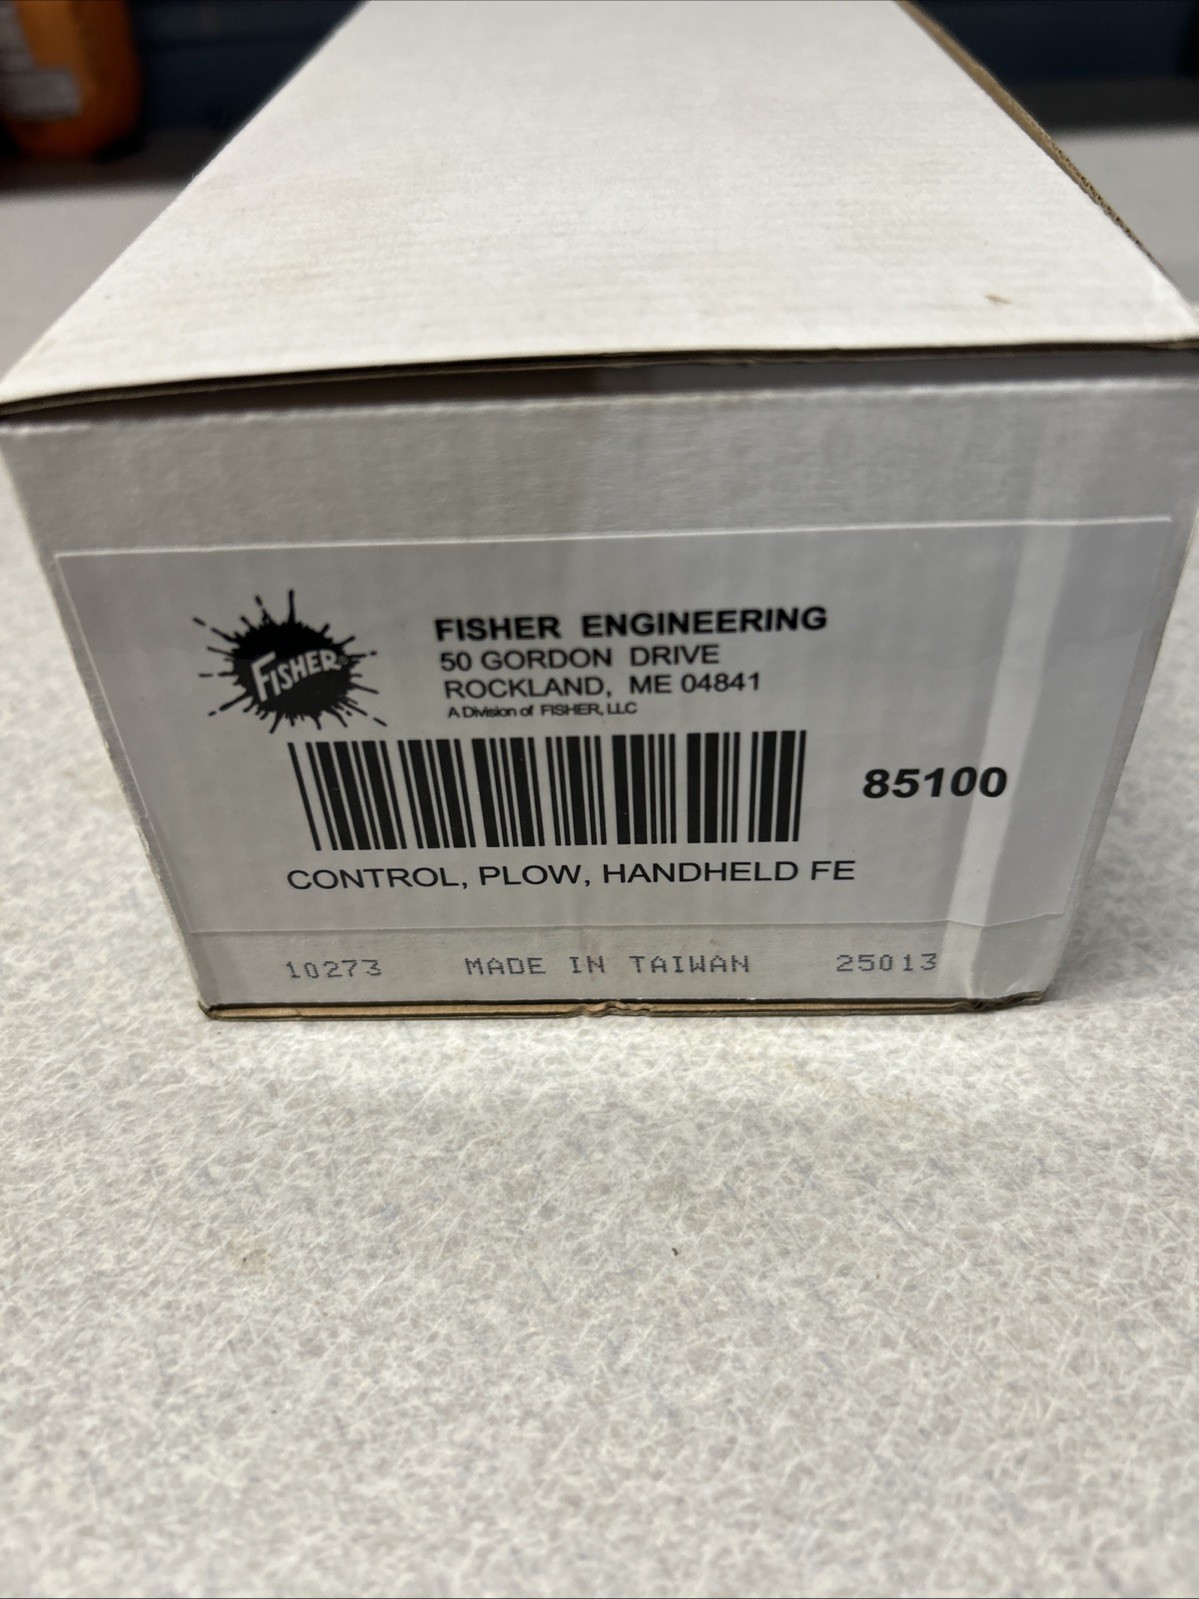 FISHER®
FISHER ENGINEERING
50 GORDON DRIVE
ROCKLAND, ME 04841
A Division of FISHER, LLC
85100
CONTROL, PLOW, HANDHELD FE
10273 MADE IN TAIWAN 25013